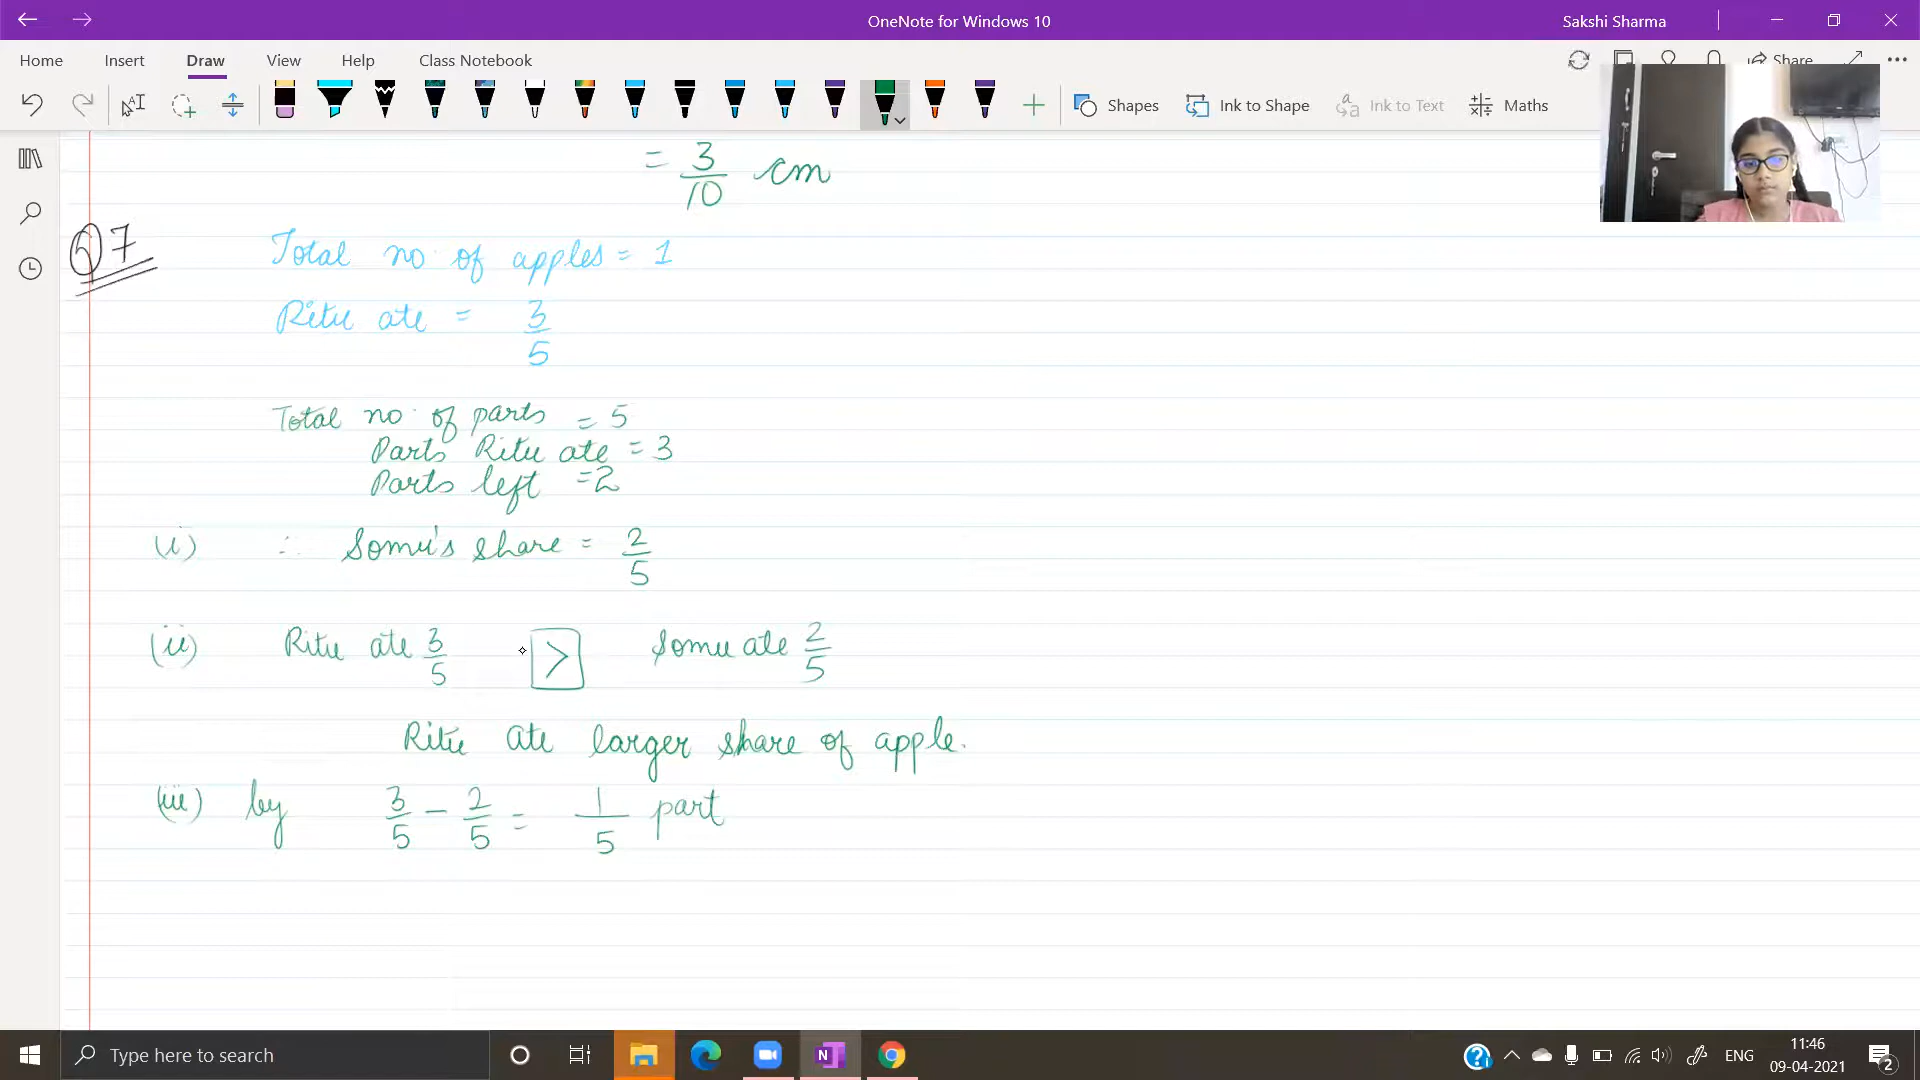 OneNote for Windows 10
Sakshi Sharma
Home Insert Draw View Help Class Notebook
Share
Shapes Ink to Shape Ink to Text Maths
= 3/10 cm
Q7
Total no. of apples = 1
Ritu ate = 3/5
Total no. of parts = 5
Parts Ritu ate = 3
Parts left = 2
(i) ∴ Somu's share = 2/5
(ii) Ritu ate 3/5 > Somu ate 2/5
Ritu ate larger share of apple.
(iii) by 3/5 - 2/5 = 1/5 part
Type here to search
ENG
11:46
09-04-2021
2